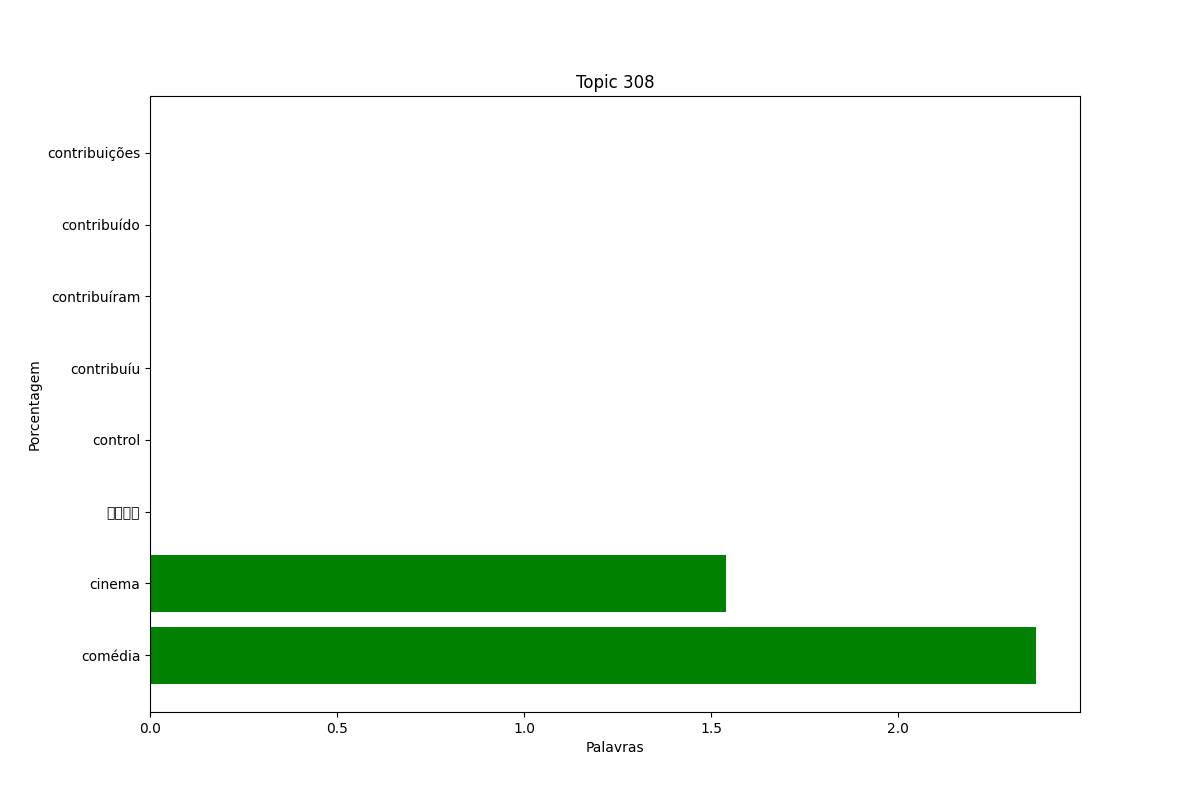 Topic 308
contribuições
contribuído
contribuíram
contribuíu
control
cinema
comédia
Porcentagem
0.0 0.5 1.0 1.5 2.0
Palavras